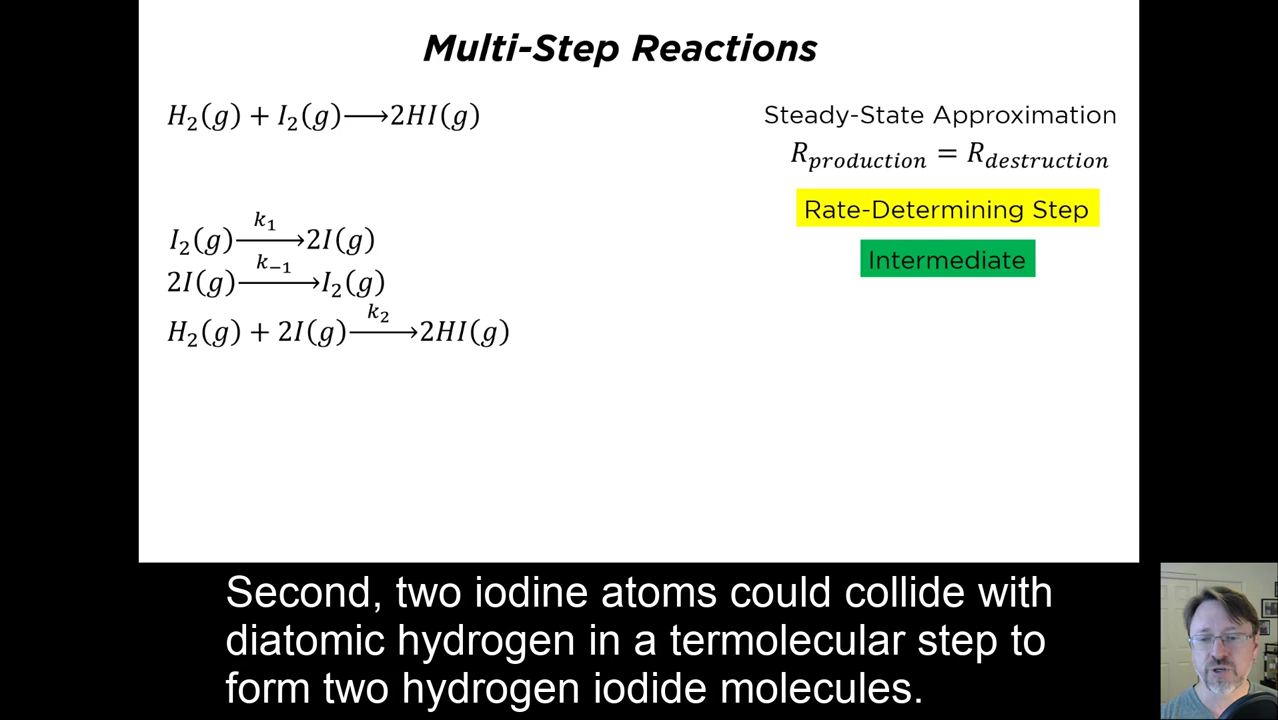 Multi-Step Reactions
H₂(g) + I₂(g) ⟶ 2HI(g)
Steady-State Approximation
R_production = R_destruction
Rate-Determining Step
Intermediate
k₁
I₂(g) ⟶ 2I(g)
k₋₁
2I(g) ⟶ I₂(g)
k₂
H₂(g) + 2I(g) ⟶ 2HI(g)
Second, two iodine atoms could collide with
diatomic hydrogen in a termolecular step to
form two hydrogen iodide molecules.